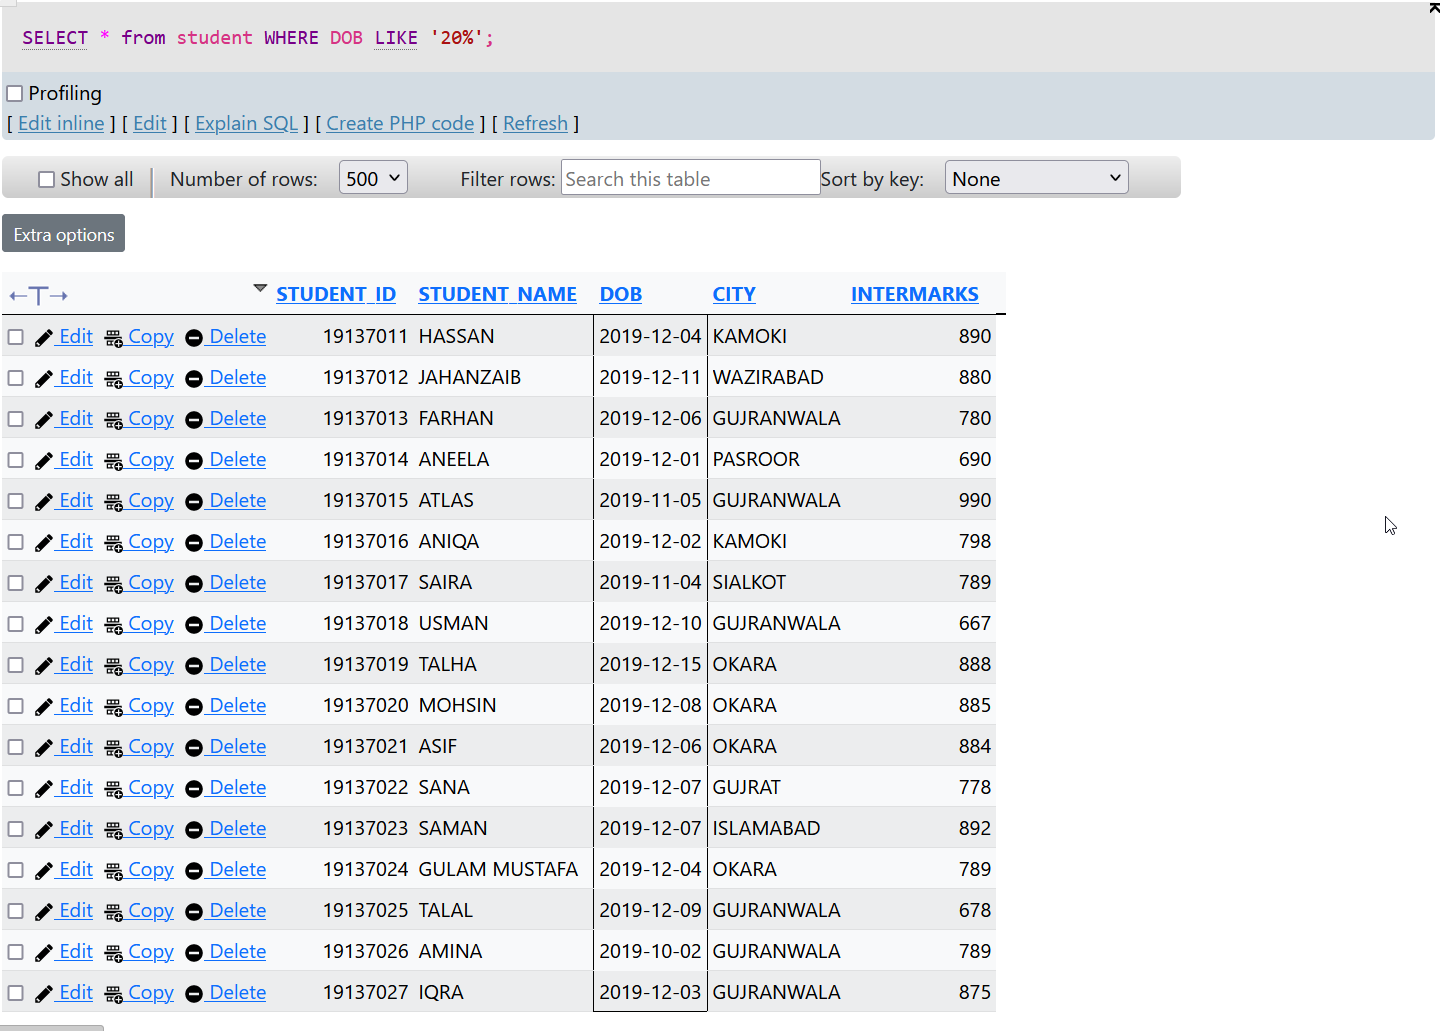 SELECT * from student WHERE DOB LIKE '20%';
Profiling
[ Edit inline ] [ Edit ] [ Explain SQL ] [ Create PHP code ] [ Refresh ]
Show all Number of rows: 500 Filter rows: Search this table Sort by key: None
Extra options
←T→ STUDENT_ID STUDENT_NAME DOB CITY INTERMARKS
Edit Copy Delete 19137011 HASSAN 2019-12-04 KAMOKI 890
Edit Copy Delete 19137012 JAHANZAIB 2019-12-11 WAZIRABAD 880
Edit Copy Delete 19137013 FARHAN 2019-12-06 GUJRANWALA 780
Edit Copy Delete 19137014 ANEELA 2019-12-01 PASROOR 690
Edit Copy Delete 19137015 ATLAS 2019-11-05 GUJRANWALA 990
Edit Copy Delete 19137016 ANIQA 2019-12-02 KAMOKI 798
Edit Copy Delete 19137017 SAIRA 2019-11-04 SIALKOT 789
Edit Copy Delete 19137018 USMAN 2019-12-10 GUJRANWALA 667
Edit Copy Delete 19137019 TALHA 2019-12-15 OKARA 888
Edit Copy Delete 19137020 MOHSIN 2019-12-08 OKARA 885
Edit Copy Delete 19137021 ASIF 2019-12-06 OKARA 884
Edit Copy Delete 19137022 SANA 2019-12-07 GUJRAT 778
Edit Copy Delete 19137023 SAMAN 2019-12-07 ISLAMABAD 892
Edit Copy Delete 19137024 GULAM MUSTAFA 2019-12-04 OKARA 789
Edit Copy Delete 19137025 TALAL 2019-12-09 GUJRANWALA 678
Edit Copy Delete 19137026 AMINA 2019-10-02 GUJRANWALA 789
Edit Copy Delete 19137027 IQRA 2019-12-03 GUJRANWALA 875